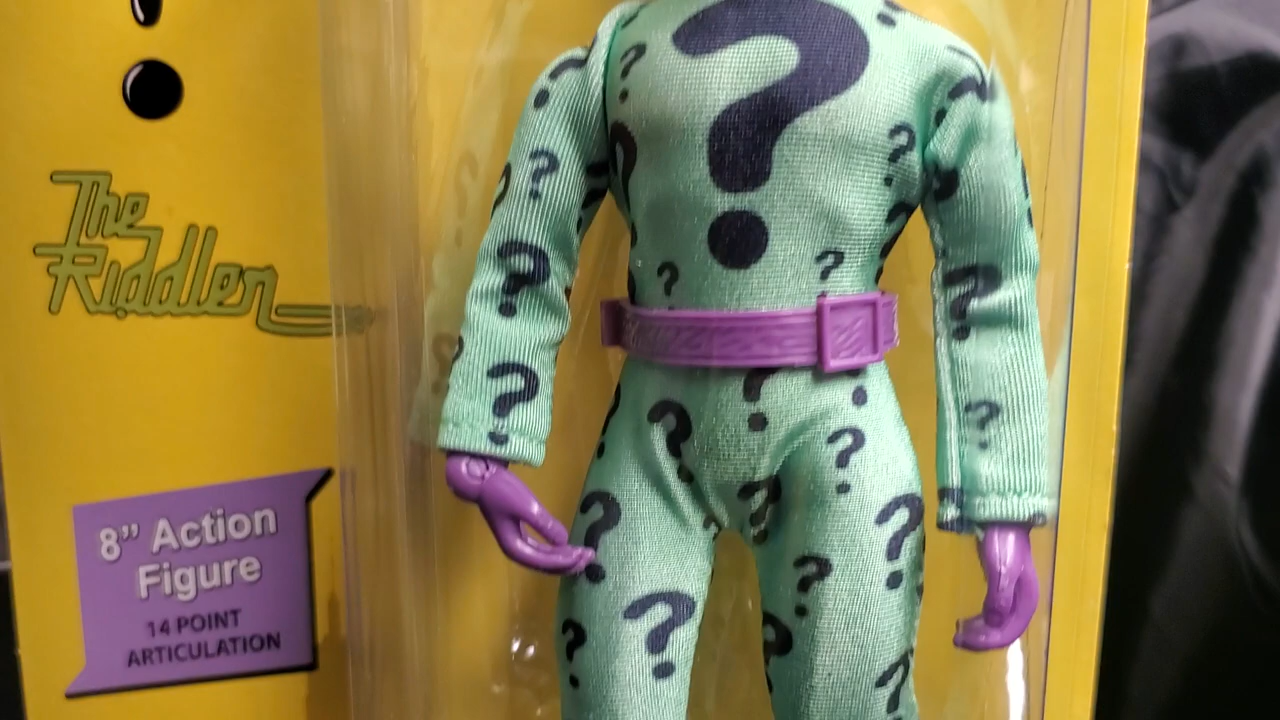 ?
The
Riddler
8" Action
Figure
14 POINT
ARTICULATION